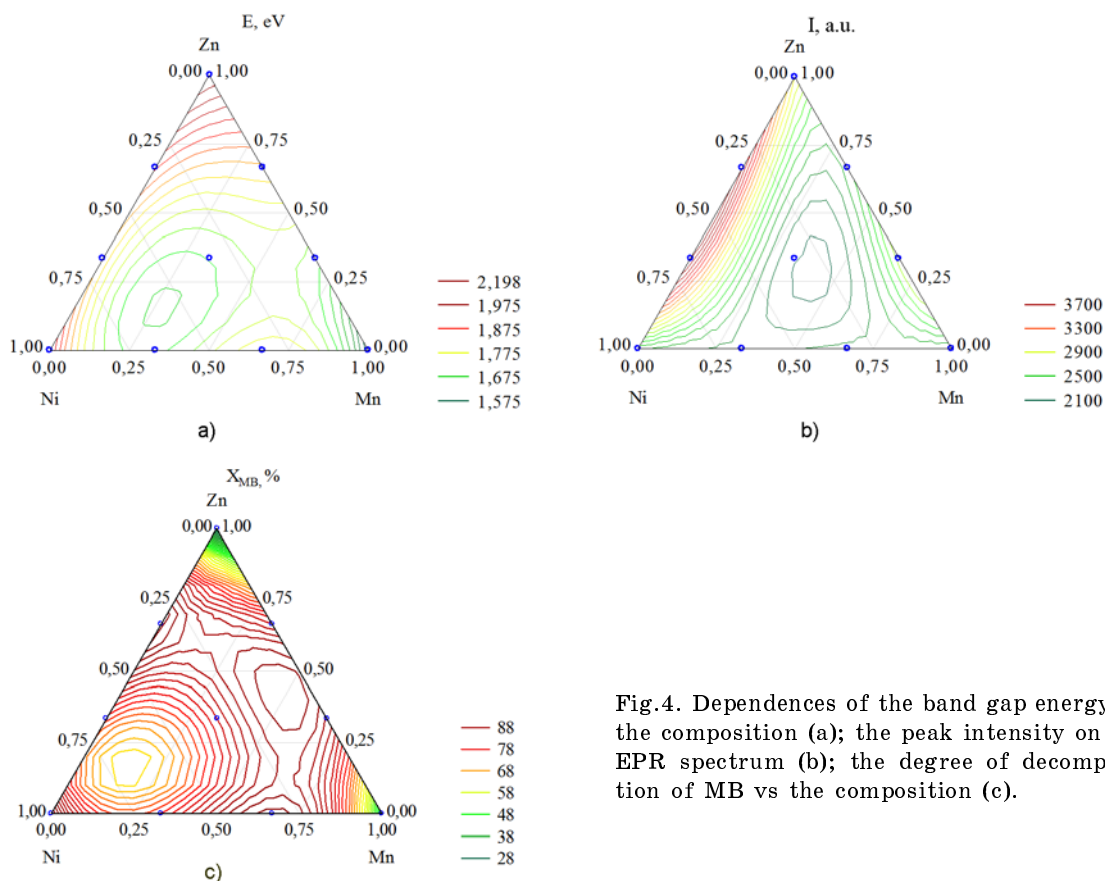 E, eV
Zn
0,00 1,00
0,25 0,75
0,50 0,50
0,75 0,25
1,00 0,00
0,00 0,25 0,50 0,75 1,00
Ni Mn
2,198
1,975
1,875
1,775
1,675
1,575
a)
I, a.u.
Zn
0,00 1,00
0,25 0,75
0,50 0,50
0,75 0,25
1,00 0,00
0,00 0,25 0,50 0,75 1,00
Ni Mn
3700
3300
2900
2500
2100
b)
XMB, %
Zn
0,00 1,00
0,25 0,75
0,50 0,50
0,75 0,25
1,00 0,00
0,00 0,25 0,50 0,75 1,00
Ni Mn
88
78
68
58
48
38
28
c)
Fig.4. Dependences of the band gap energy
the composition (a); the peak intensity on
EPR spectrum (b); the degree of decomp
tion of MB vs the composition (c).